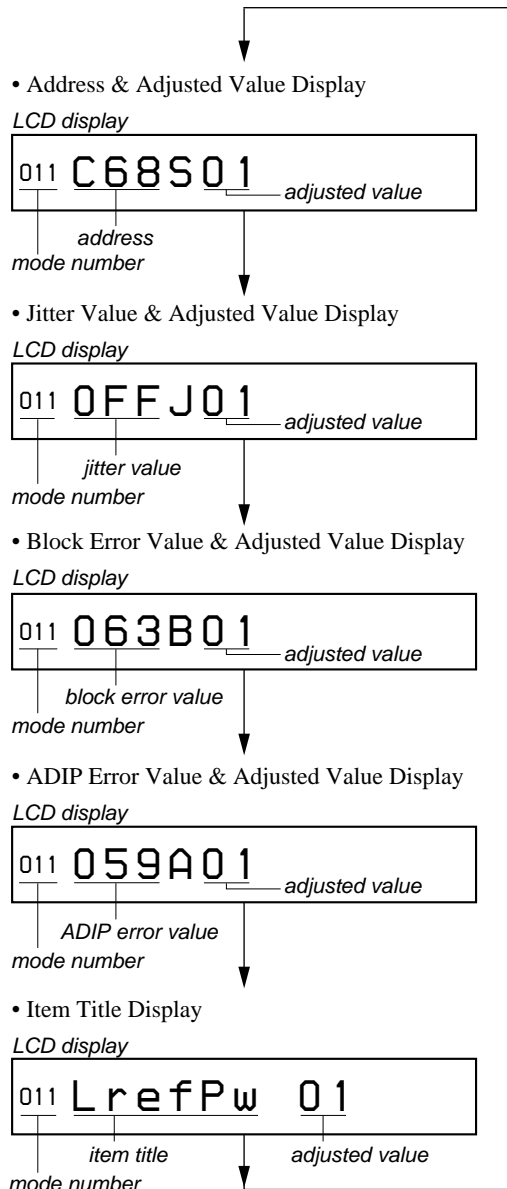 • Address & Adjusted Value Display
LCD display
011 C68S01
adjusted value
address
mode number
• Jitter Value & Adjusted Value Display
LCD display
011 0FFJ01
adjusted value
jitter value
mode number
• Block Error Value & Adjusted Value Display
LCD display
011 063B01
adjusted value
block error value
mode number
• ADIP Error Value & Adjusted Value Display
LCD display
011 059A01
adjusted value
ADIP error value
mode number
• Item Title Display
LCD display
011 LrefPw 01
item title adjusted value
mode number